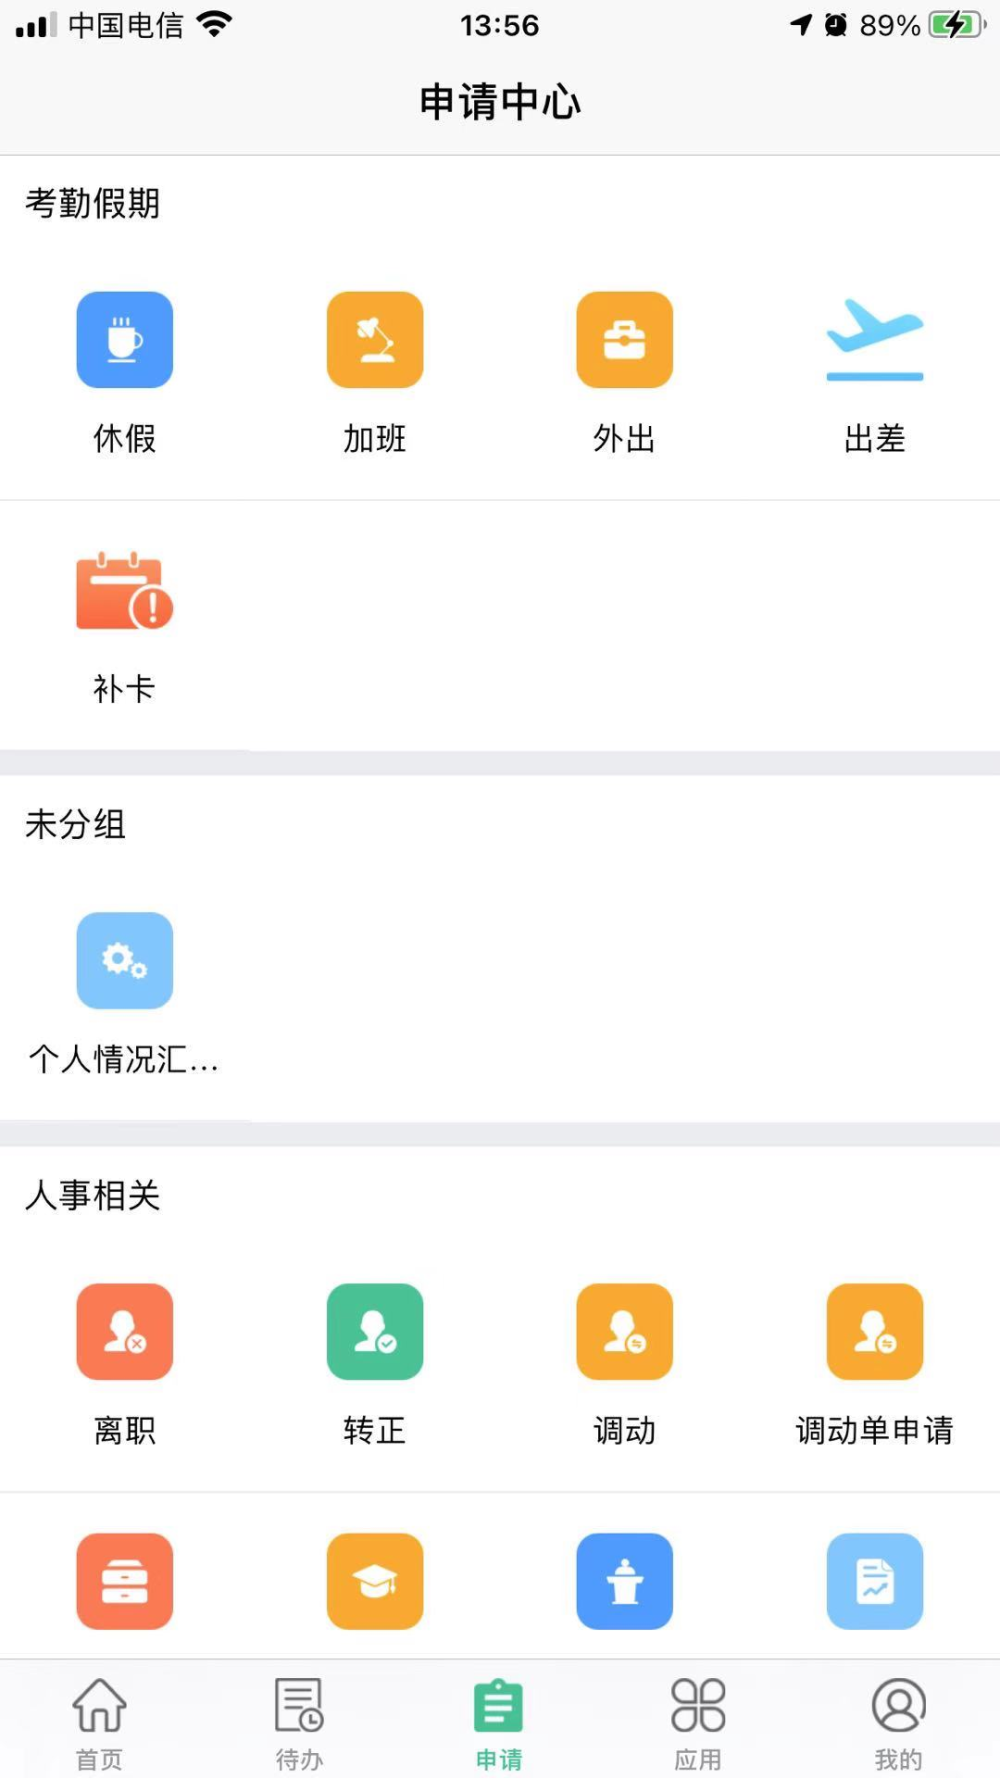 中国电信 13:56 89%
申请中心
考勤假期
休假 加班 外出 出差
补卡
未分组
个人情况汇...
人事相关
离职 转正 调动 调动单申请
首页 待办 申请 应用 我的